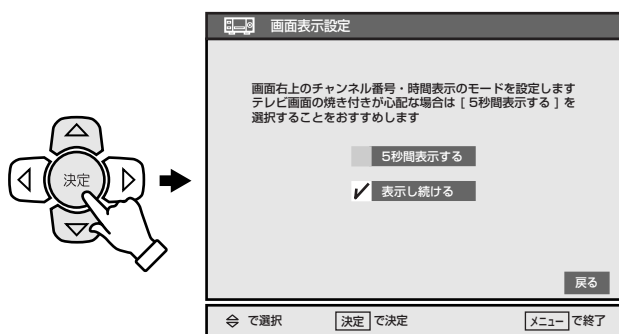 画面表示設定
画面右上のチャンネル番号・時間表示のモードを設定します
テレビ画面の焼き付きが心配な場合は [ 5秒間表示する ] を
選択することをおすすめします
5秒間表示する
決定
表示し続ける
戻る
で選択 決定 で決定 メニュー で終了